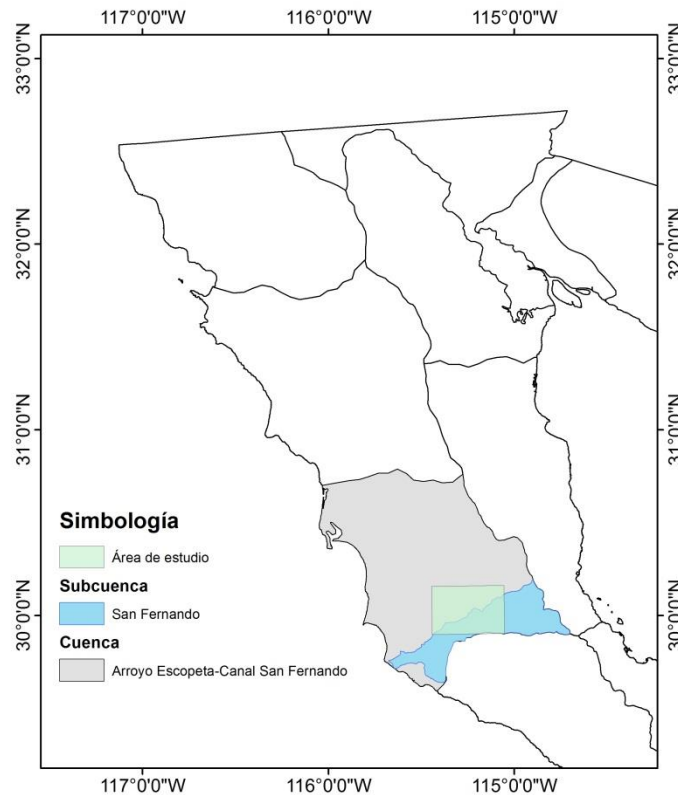 117°0'0"W 116°0'0"W 115°0'0"W
33°0'0"N 33°0'0"N
32°0'0"N 32°0'0"N
31°0'0"N 31°0'0"N
30°0'0"N 30°0'0"N
Simbología
Área de estudio
Subcuenca
San Fernando
Cuenca
Arroyo Escopeta-Canal San Fernando
117°0'0"W 116°0'0"W 115°0'0"W